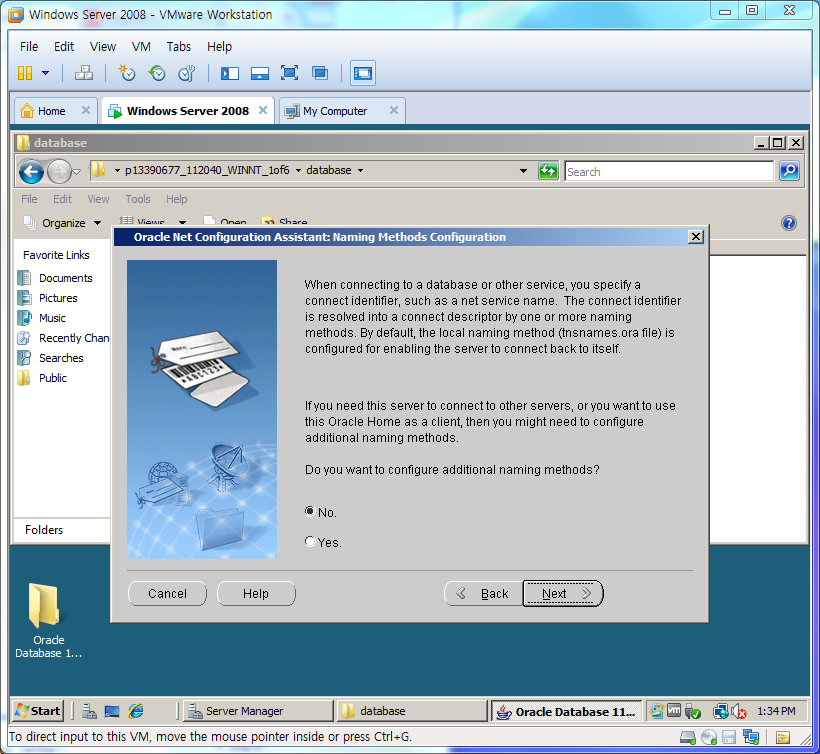 Windows Server 2008 - VMware Workstation
File Edit View VM Tabs Help
Home Windows Server 2008 My Computer
database
p13390677_112040_WINNT_1of6 database Search
File Edit View Tools Help
Organize Views Open Share
Favorite Links
Documents
Pictures
Music
Recently Chan
Searches
Public
Folders
Oracle Net Configuration Assistant: Naming Methods Configuration
When connecting to a database or other service, you specify a
connect identifier, such as a net service name. The connect identifier
is resolved into a connect descriptor by one or more naming
methods. By default, the local naming method (tnsnames.ora file) is
configured for enabling the server to connect back to itself.
If you need this server to connect to other servers, or you want to use
this Oracle Home as a client, then you might need to configure
additional naming methods.
Do you want to configure additional naming methods?
No.
Yes.
Cancel Help Back Next
Oracle
Database 1...
Start Server Manager database Oracle Database 11... 1:34 PM
To direct input to this VM, move the mouse pointer inside or press Ctrl+G.